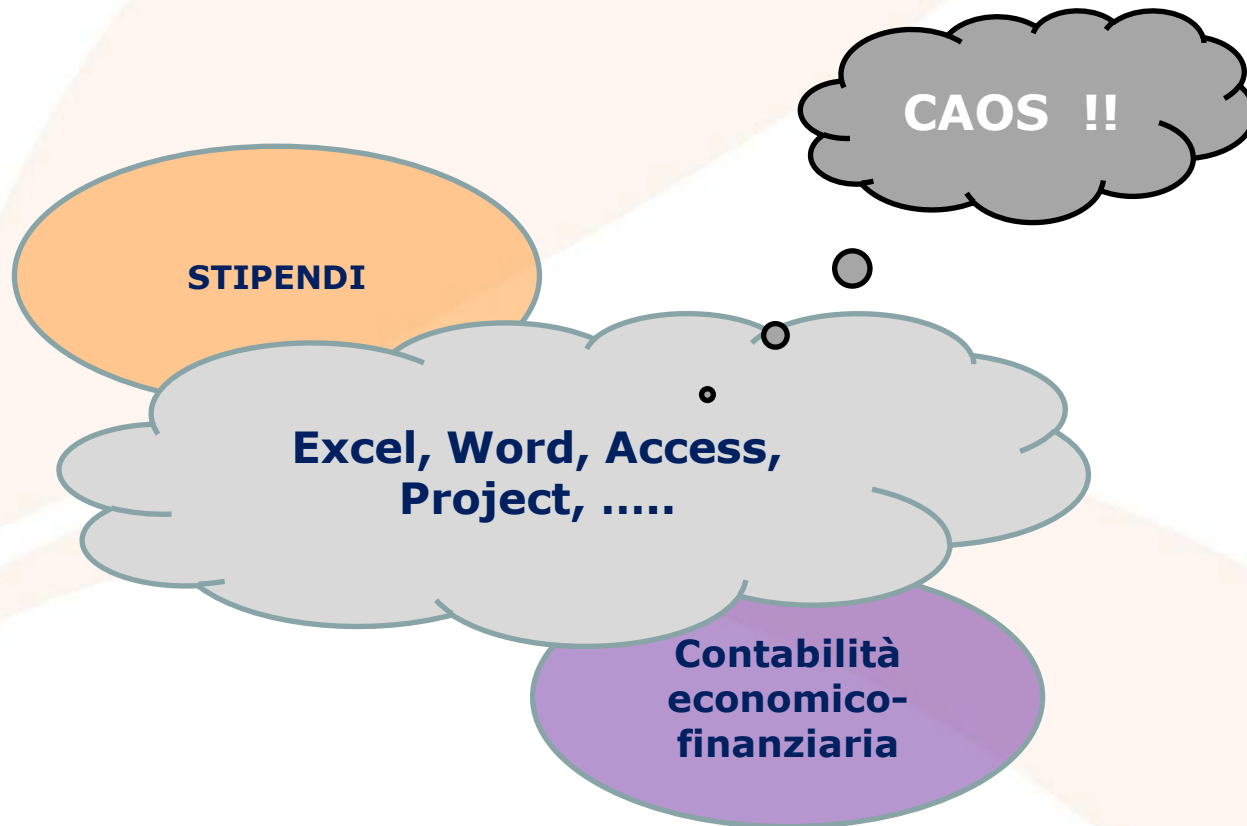 CAOS !!
STIPENDI
Excel, Word, Access,
Project, .....
Contabilità
economico-
finanziaria